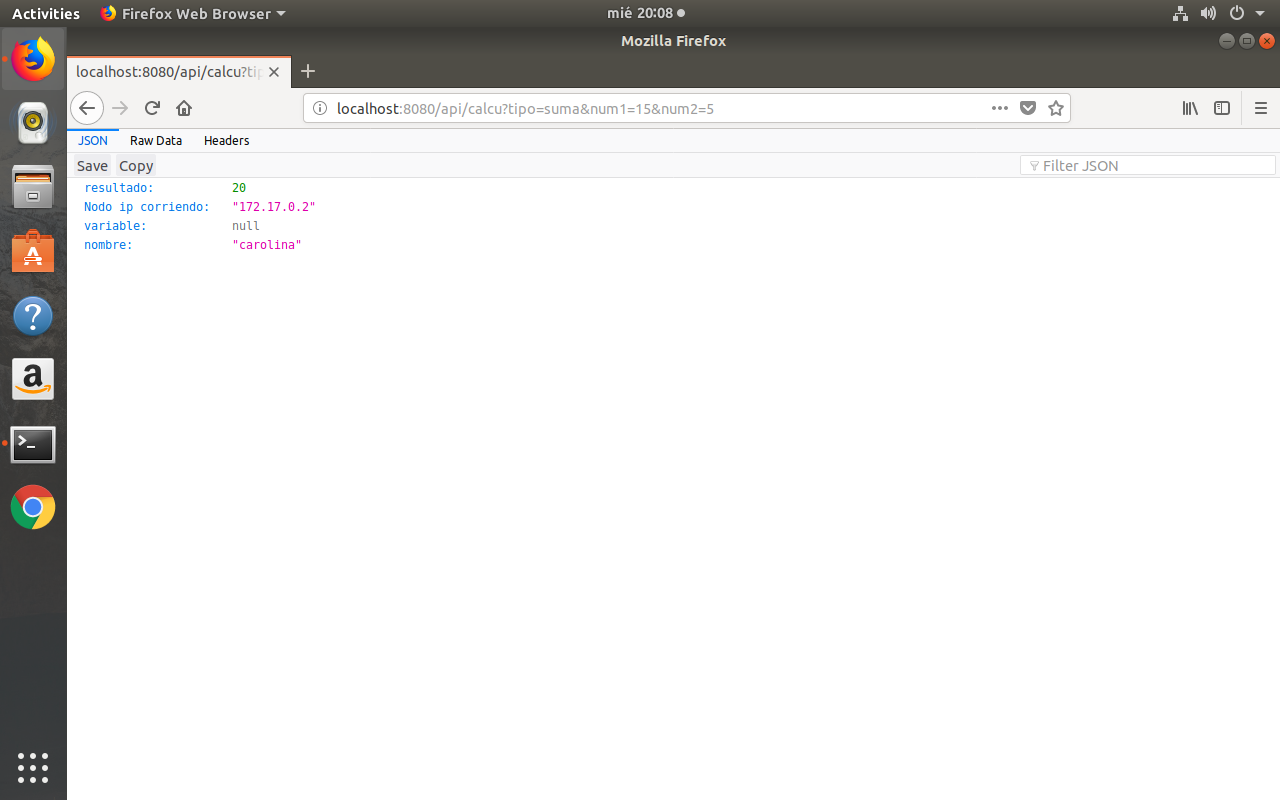 Activities Firefox Web Browser mié 20:08
Mozilla Firefox
localhost:8080/api/calcu?tip
localhost:8080/api/calcu?tipo=suma&num1=15&num2=5
JSON Raw Data Headers
Save Copy Filter JSON
resultado: 20
Nodo ip corriendo: "172.17.0.2"
variable: null
nombre: "carolina"